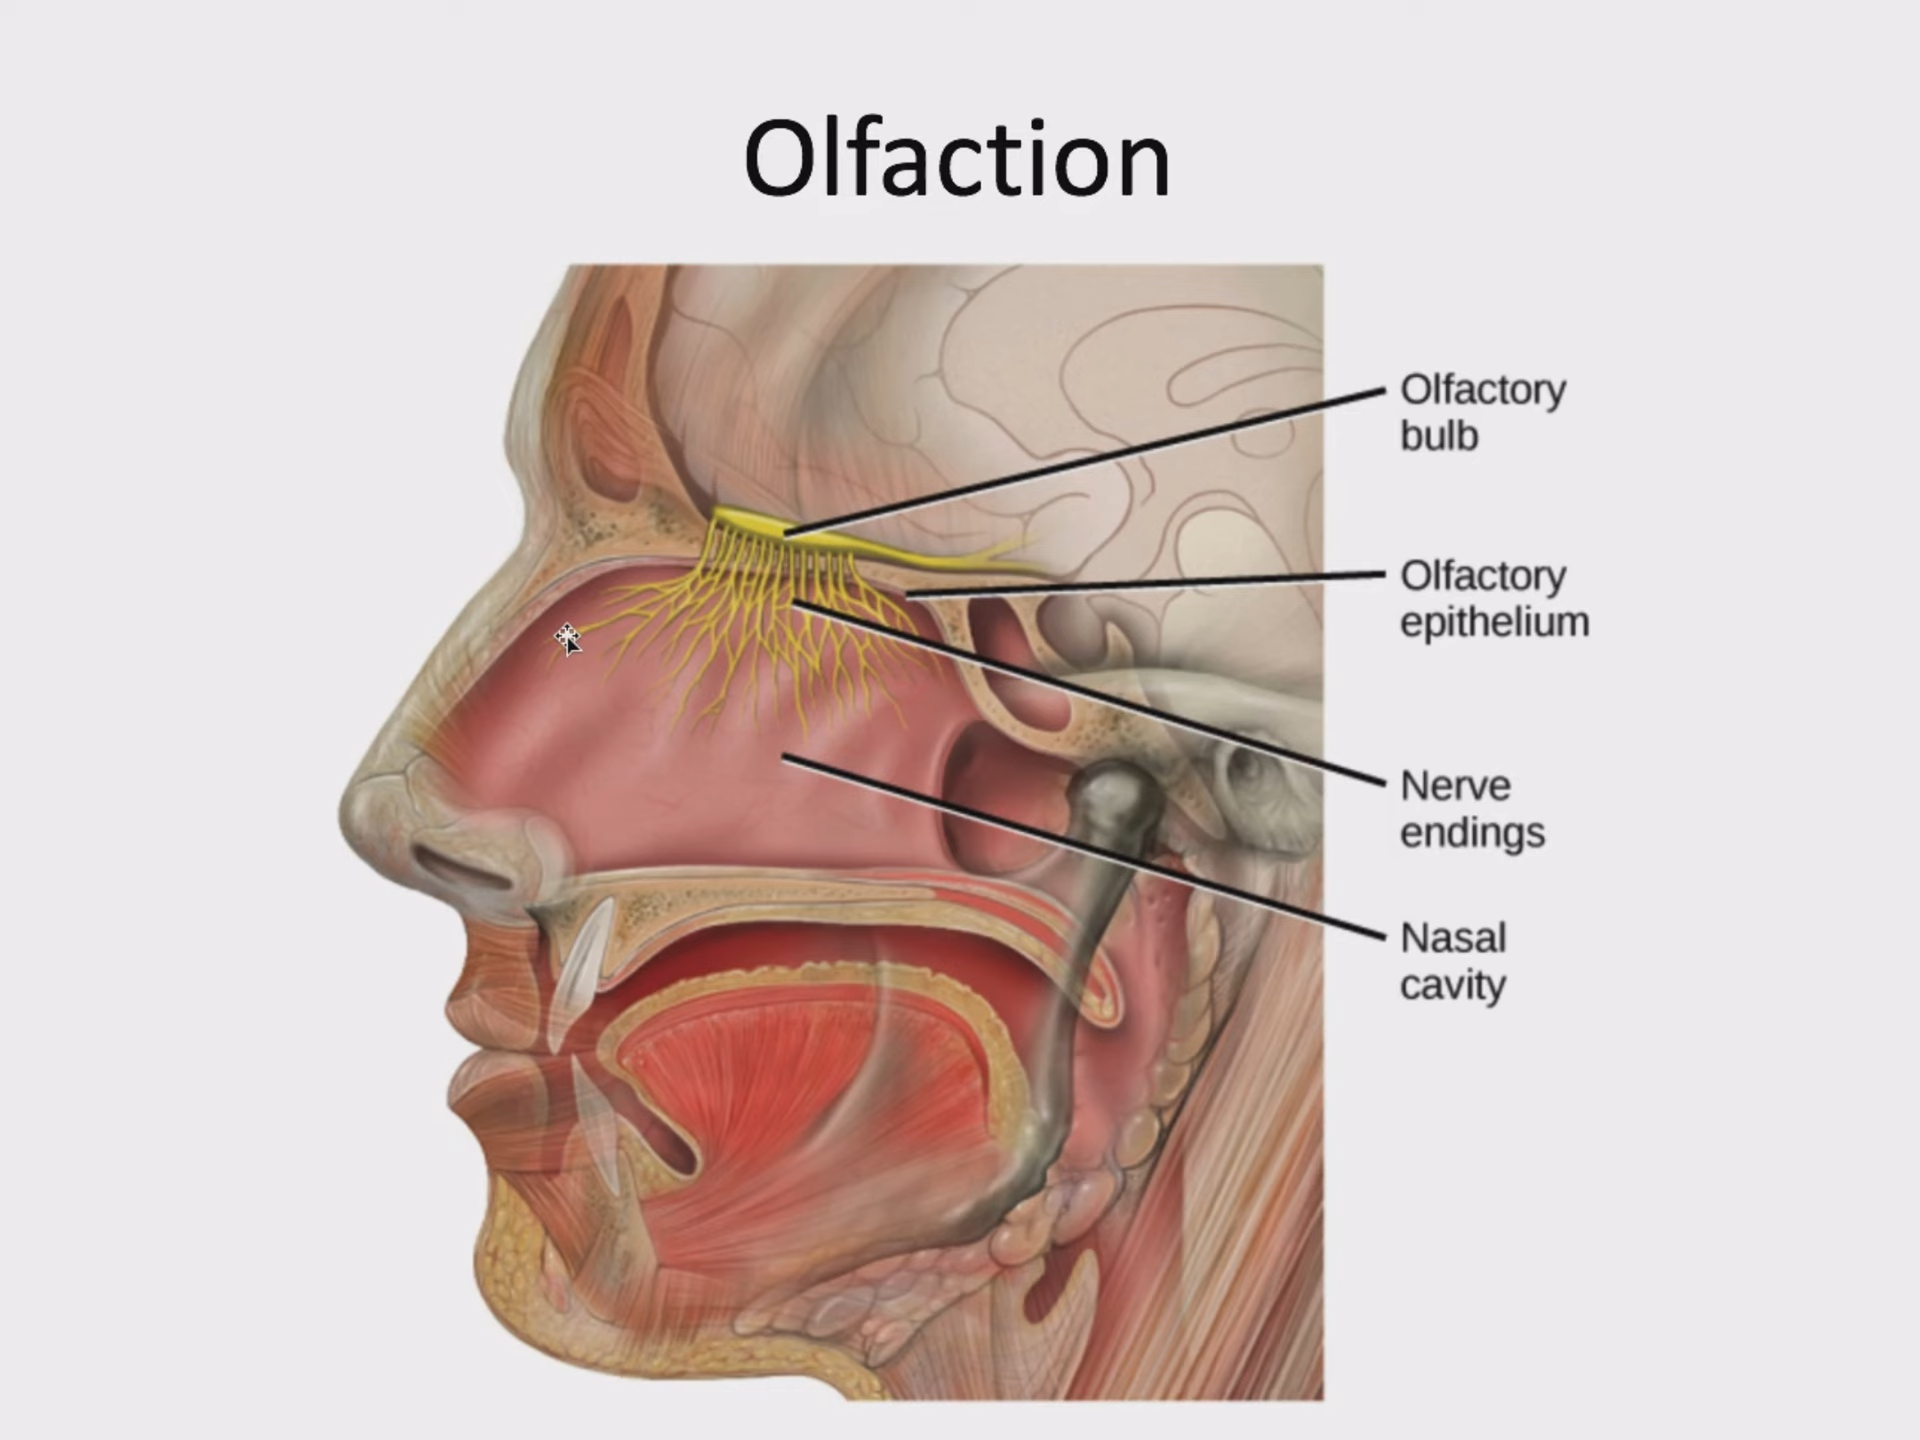 Olfaction
Olfactory
bulb
Olfactory
epithelium
Nerve
endings
Nasal
cavity